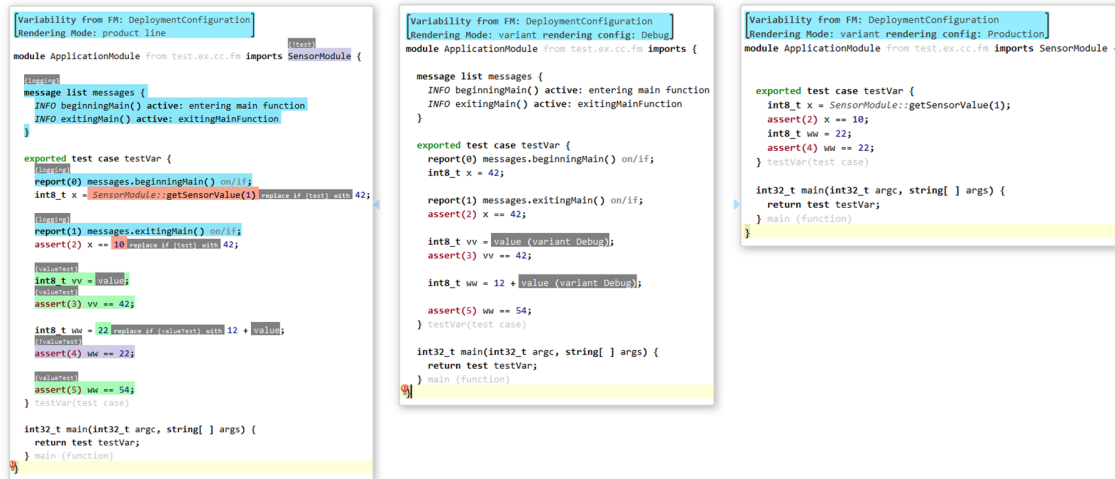 [Variability from FM: DeploymentConfiguration]
[Rendering Mode: product line]
{!test}
module ApplicationModule from test.ex.cc.fm imports SensorModule {
{logging}
message list messages {
INFO beginningMain() active: entering main function
INFO exitingMain() active: exitingMainFunction
}
exported test case testVar {
{logging}
report(0) messages.beginningMain() on/if;
int8_t x = SensorModule::getSensorValue(1) replace if {test} with 42;
{logging}
report(1) messages.exitingMain() on/if;
assert(2) x == 10 replace if {test} with 42;
{valueTest}
int8_t vv = value;
{valueTest}
assert(3) vv == 42;
int8_t ww = 22 replace if {valueTest} with 12 + value;
{!valueTest}
assert(4) ww == 22;
{valueTest}
assert(5) ww == 54;
} testVar(test case)
int32_t main(int32_t argc, string[ ] args) {
return test testVar;
} main (function)
}
[Variability from FM: DeploymentConfiguration]
[Rendering Mode: variant rendering config: Debug]
module ApplicationModule from test.ex.cc.fm imports {
message list messages {
INFO beginningMain() active: entering main function
INFO exitingMain() active: exitingMainFunction
}
exported test case testVar {
report(0) messages.beginningMain() on/if;
int8_t x = 42;
report(1) messages.exitingMain() on/if;
assert(2) x == 42;
int8_t vv = value (variant Debug);
assert(3) vv == 42;
int8_t ww = 12 + value (variant Debug);
assert(5) ww == 54;
} testVar(test case)
int32_t main(int32_t argc, string[ ] args) {
return test testVar;
} main (function)
}
[Variability from FM: DeploymentConfiguration]
[Rendering Mode: variant rendering config: Production]
module ApplicationModule from test.ex.cc.fm imports SensorModule {
exported test case testVar {
int8_t x = SensorModule::getSensorValue(1);
assert(2) x == 10;
int8_t ww = 22;
assert(4) ww == 22;
} testVar(test case)
int32_t main(int32_t argc, string[ ] args) {
return test testVar;
} main (function)
}